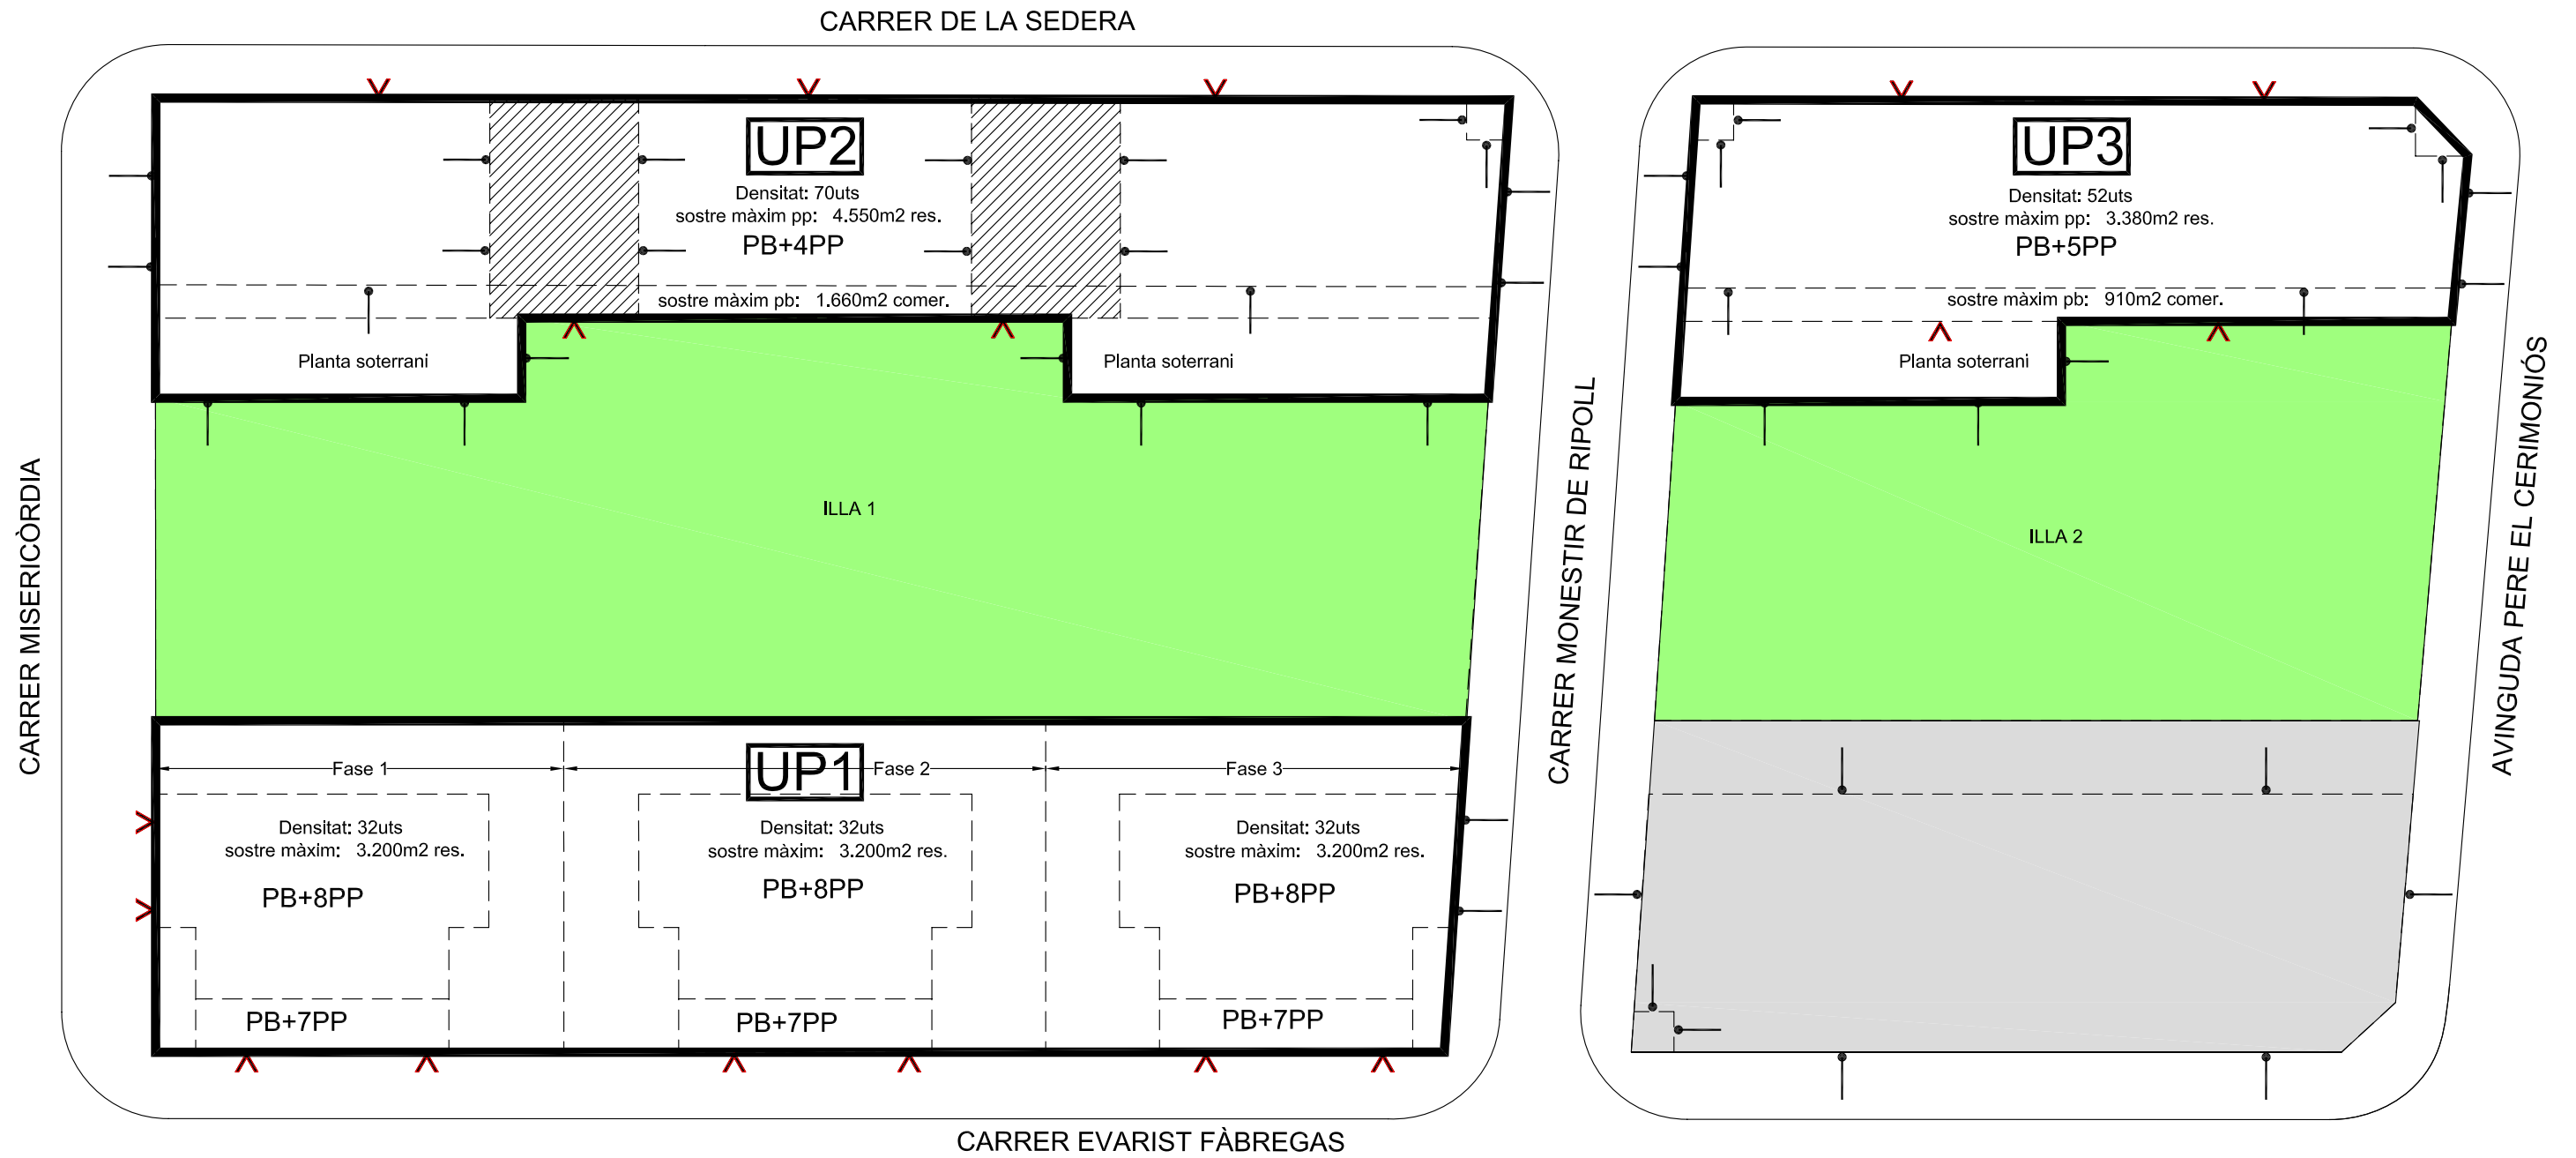 CARRER DE LA SEDERA
UP2
Densitat: 70uts
sostre màxim pp: 4.550m2 res.
PB+4PP
sostre màxim pb: 1.660m2 comer.
Planta soterrani
Planta soterrani
UP3
Densitat: 52uts
sostre màxim pp: 3.380m2 res.
PB+5PP
sostre màxim pb: 910m2 comer.
Planta soterrani
CARRER MISERICÒRDIA
ILLA 1
CARRER MONESTIR DE RIPOLL
ILLA 2
AVINGUDA PERE EL CERIMONIÓS
UP1
Fase 1
Fase 2
Fase 3
Densitat: 32uts
sostre màxim: 3.200m2 res.
PB+8PP
PB+7PP
Densitat: 32uts
sostre màxim: 3.200m2 res.
PB+8PP
PB+7PP
Densitat: 32uts
sostre màxim: 3.200m2 res.
PB+8PP
PB+7PP
CARRER EVARIST FÀBREGAS